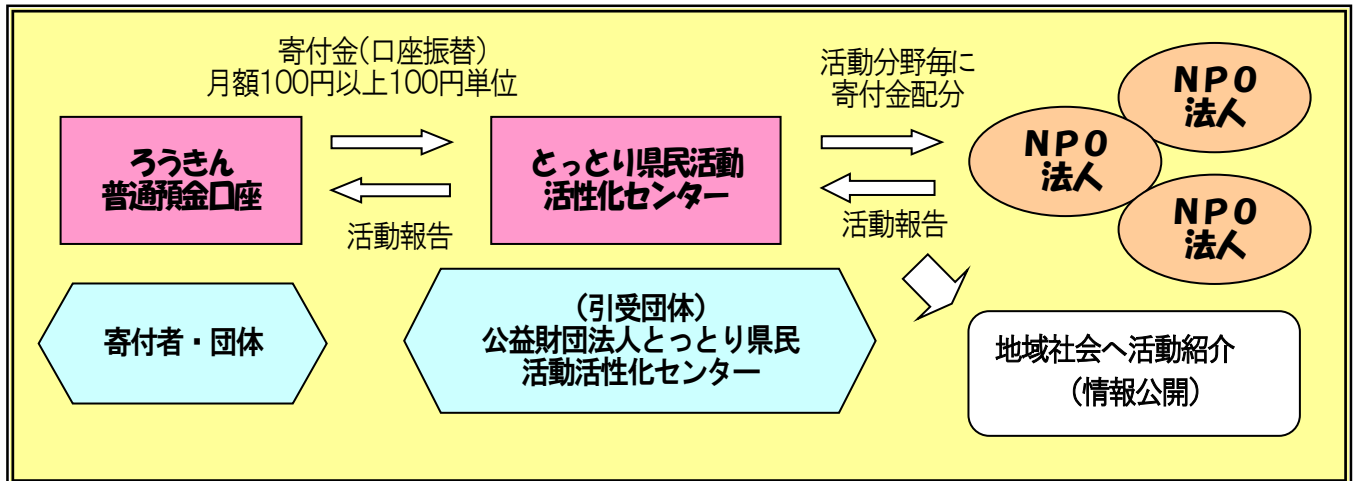 寄付金(口座振替)
月額100円以上100円単位
活動分野毎に
寄付金配分
ろうきん
普通預金口座
とっとり県民活動
活性化センター
NPO
法人
NPO
法人
NPO
法人
活動報告
活動報告
寄付者・団体
(引受団体)
公益財団法人とっとり県民
活動活性化センター
地域社会へ活動紹介
(情報公開)